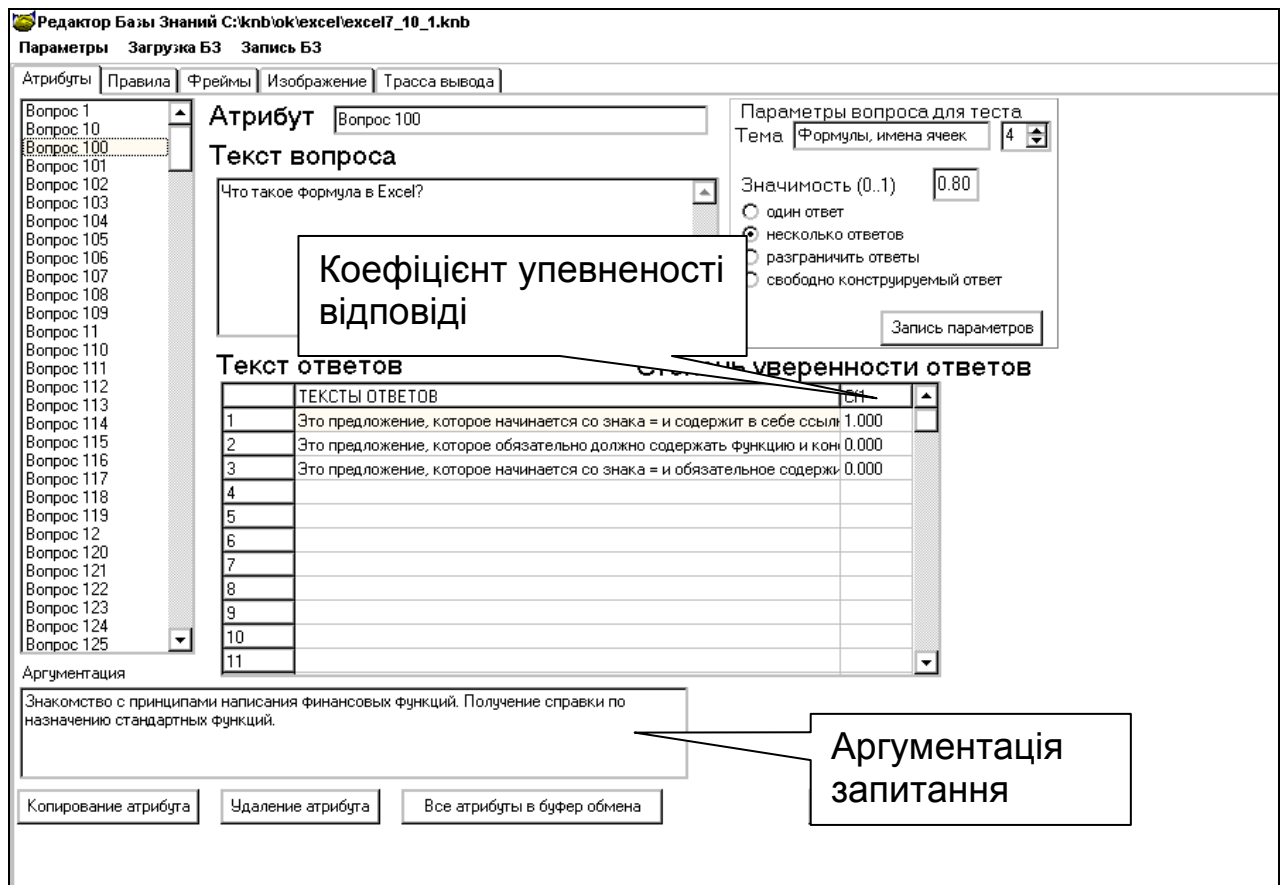 Редактор Базы Знаний C:\knb\ok\excel\excel7_10_1.knb
Параметры Загрузка БЗ Запись БЗ
Атрибуты Правила Фреймы Изображение Трасса вывода
Вопрос 1
Вопрос 10
Вопрос 100
Вопрос 101
Вопрос 102
Вопрос 103
Вопрос 104
Вопрос 105
Вопрос 106
Вопрос 107
Вопрос 108
Вопрос 109
Вопрос 11
Вопрос 110
Вопрос 111
Вопрос 112
Вопрос 113
Вопрос 114
Вопрос 115
Вопрос 116
Вопрос 117
Вопрос 118
Вопрос 119
Вопрос 12
Вопрос 120
Вопрос 121
Вопрос 122
Вопрос 123
Вопрос 124
Вопрос 125
Атрибут Вопрос 100
Текст вопроса
Что такое формула в Excel?
Параметры вопроса для теста
Тема Формулы, имена ячеек 4
Значимость (0..1) 0.80
один ответ
несколько ответов
разграничить ответы
свободно конструируемый ответ
Запись параметров
Коефіцієнт упевненості
відповіді
Текст ответов уверенности ответов
ТЕКСТЫ ОТВЕТОВ
1 Это предложение, которое начинается со знака = и содержит в себе 1.000
2 Это предложение, которое обязательно должно содержать функцию и 0.000
3 Это предложение, которое начинается со знака = и обязательное 0.000
4
5
6
7
8
9
10
11
Аргументация
Знакомство с принципами написания финансовых функций. Получение справки по
назначению стандартных функций.
Аргументація
запитання
Копирование атрибута Удаление атрибута Все атрибуты в буфер обмена